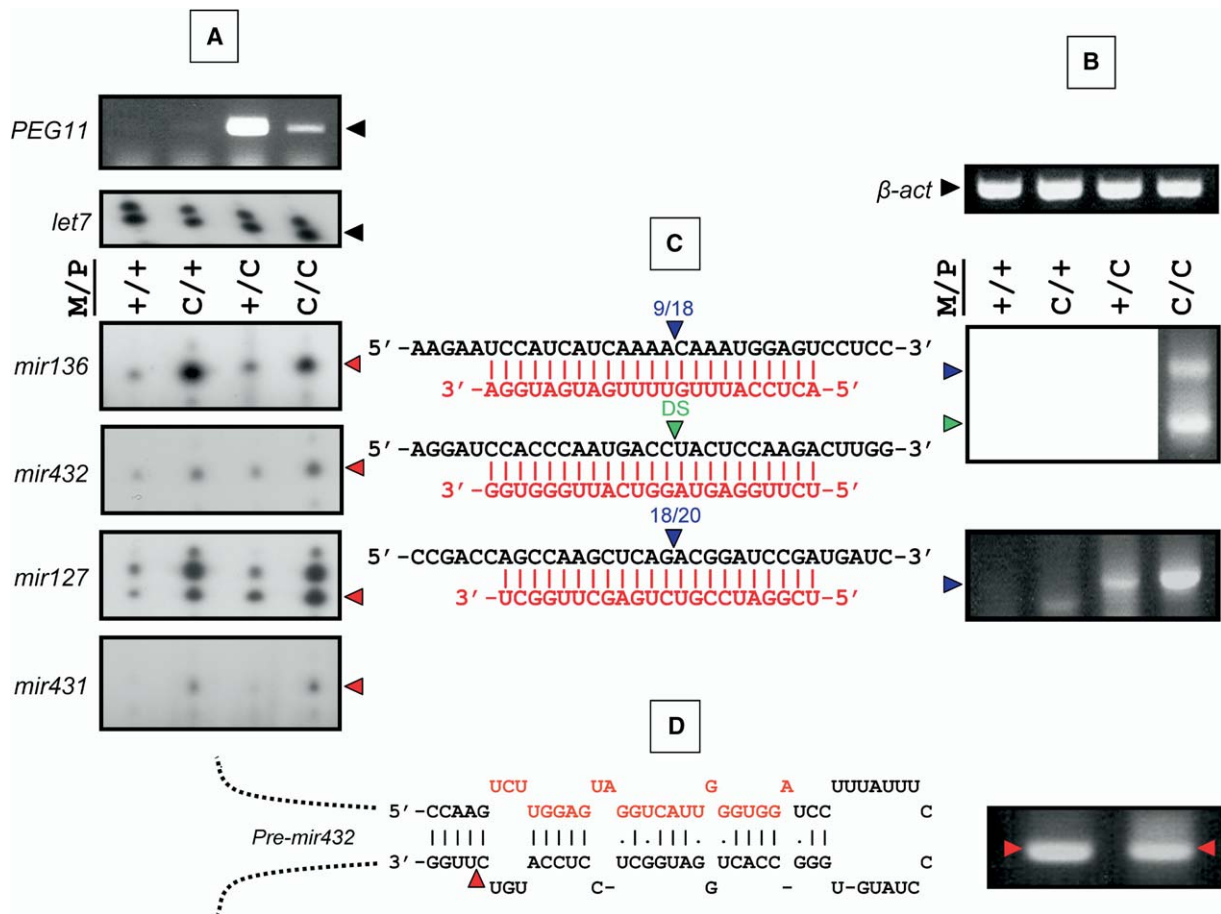 A
PEG11
let7
M/P +/+ C/+ +/C C/C
mir136
mir432
mir127
mir431
B
β-act
M/P +/+ C/+ +/C C/C
C
9/18
5′-AAGAAUCCAUCAUCAAAACAAAUGGAGUCCUCC-3′
3′-AGGUAGUAGUUUUGUUUACCUCA-5′
DS
5′-AGGAUCCACCCAAUGACCUACUCCAAGACUUGG-3′
3′-GGUGGGUUACUGGAUGAGGUUCU-5′
18/20
5′-CCGACCAGCCAAGCUCAGACGGAUCCGAUGAUC-3′
3′-UCGGUUCGAGUCUGCCUAGGCU-5′
D
UCU UA G A UUUAUUU
5′-CCAAG UGGAG GGUCAUU GGUGG UCC C
Pre-mir432
3′-GGUUC ACCUC UCGGUAG UCACC GGG C
UGU C- G - U-GUAUC